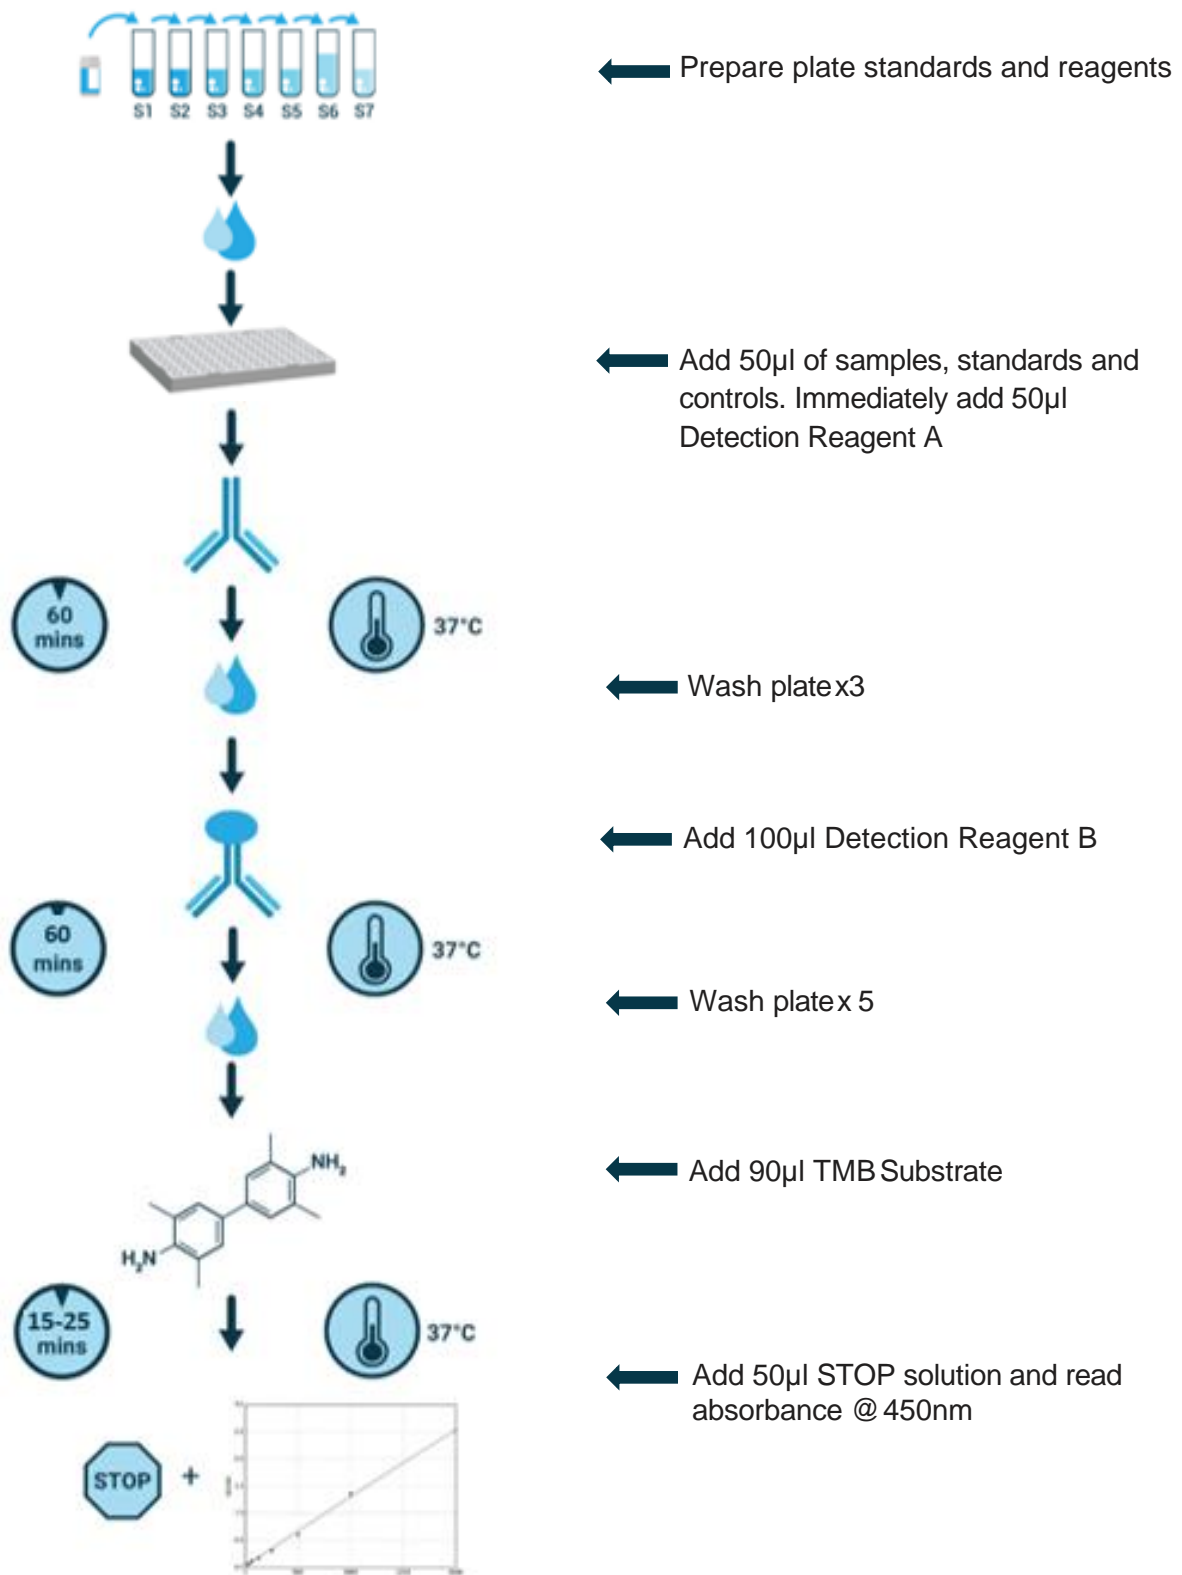 S1 S2 S3 S4 S5 S6 S7
Prepare plate standards and reagents
Add 50µl of samples, standards and
controls. Immediately add 50µl
Detection Reagent A
60
mins
37°C
Wash plate x3
Add 100µl Detection Reagent B
60
mins
37°C
Wash plate x 5
NH₂
H₂N
Add 90µl TMB Substrate
15-25
mins
37°C
Add 50µl STOP solution and read
absorbance @ 450nm
STOP +